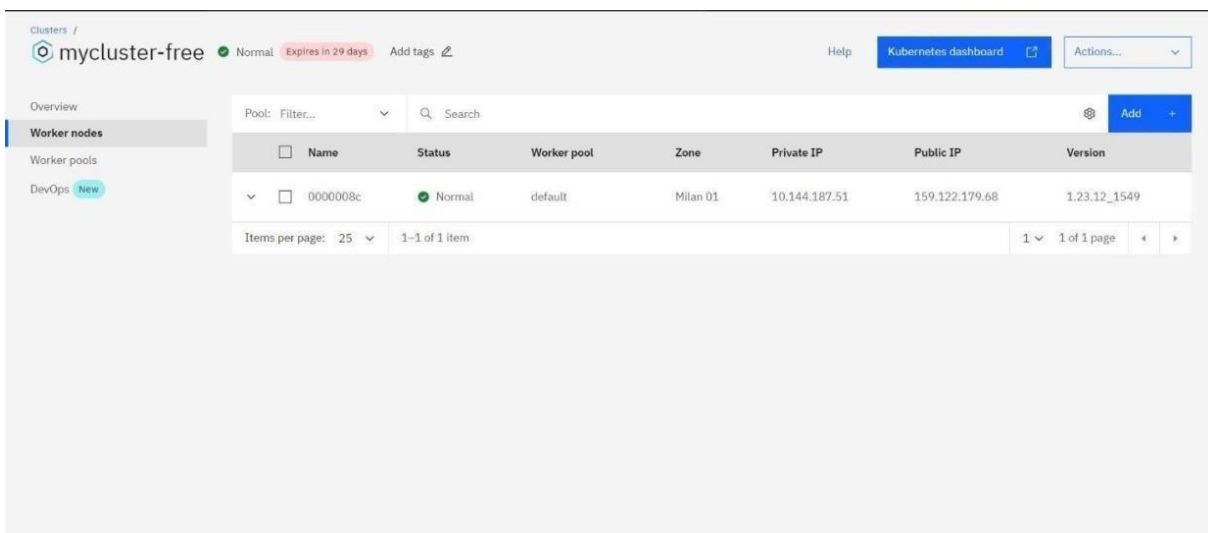 Clusters /
mycluster-free Normal Expires in 29 days Add tags Help Kubernetes dashboard Actions...
Overview
Worker nodes
Worker pools
DevOps New
Pool: Filter... Search Add +
Name Status Worker pool Zone Private IP Public IP Version
0000008c Normal default Milan 01 10.144.187.51 159.122.179.68 1.23.12_1549
Items per page: 25 1–1 of 1 item 1 1 of 1 page